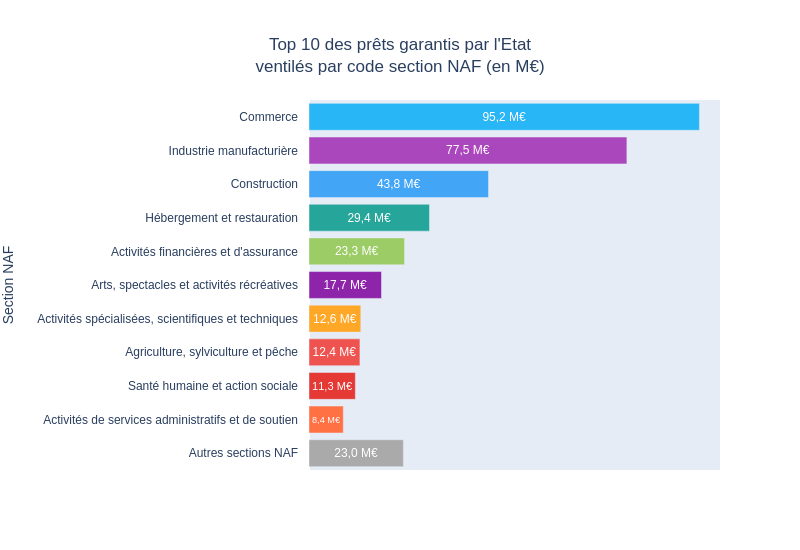 Top 10 des prêts garantis par l'Etat
ventilés par code section NAF (en M€)
Section NAF
Commerce 95,2 M€
Industrie manufacturière 77,5 M€
Construction 43,8 M€
Hébergement et restauration 29,4 M€
Activités financières et d'assurance 23,3 M€
Arts, spectacles et activités récréatives 17,7 M€
Activités spécialisées, scientifiques et techniques 12,6 M€
Agriculture, sylviculture et pêche 12,4 M€
Santé humaine et action sociale 11,3 M€
Activités de services administratifs et de soutien 8,4 M€
Autres sections NAF 23,0 M€